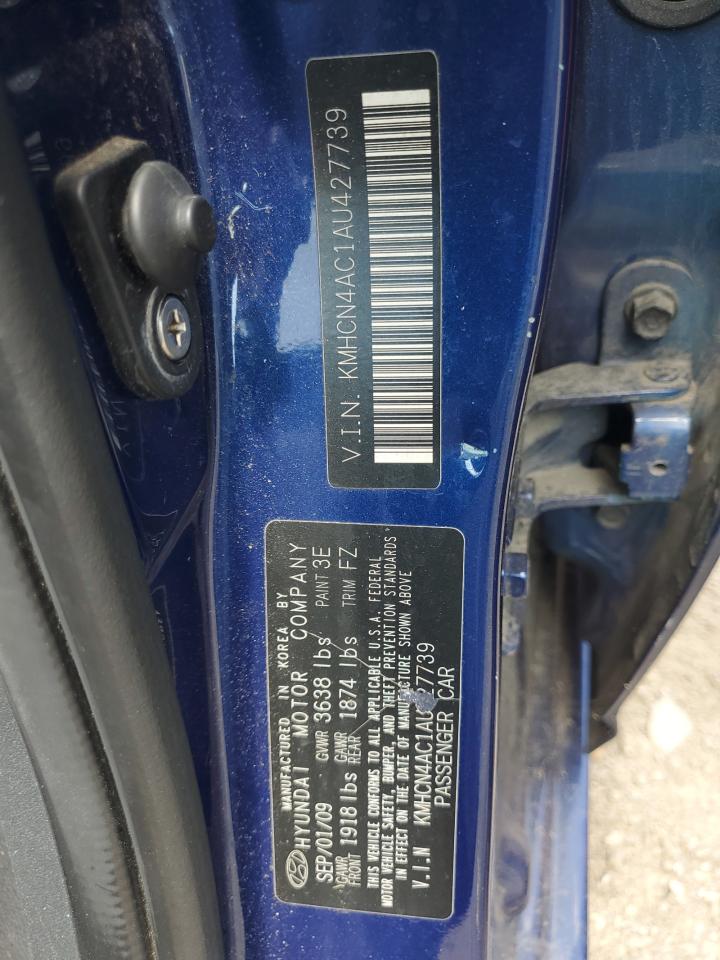 V.I.N. KMHCN4AC1AU427739
MANUFACTURED IN KOREA BY
HYUNDAI MOTOR COMPANY
SEP/01/09 GVWR 3638 lbs PAINT 3E
GAWR FRONT 1918 lbs GAWR REAR 1874 lbs TRIM FZ
THIS VEHICLE CONFORMS TO ALL APPLICABLE U.S.A. FEDERAL
MOTOR VEHICLE SAFETY, BUMPER, AND THEFT PREVENTION STANDARDS
IN EFFECT ON THE DATE OF MANUFACTURE SHOWN ABOVE
V.I.N KMHCN4AC1AU427739
PASSENGER CAR